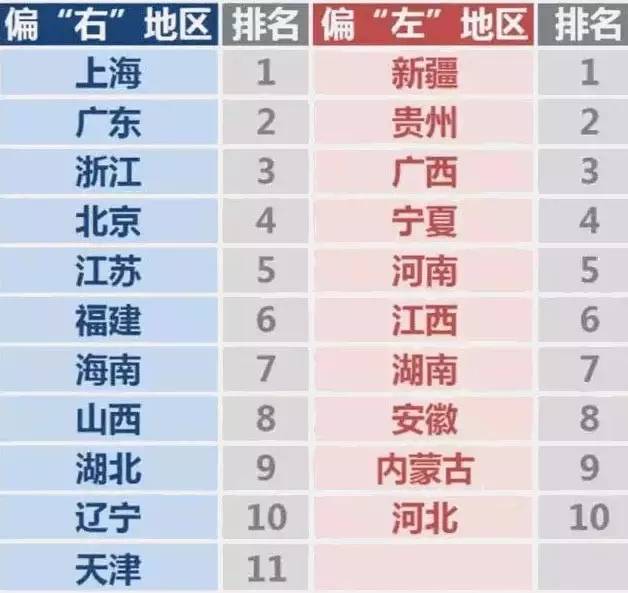 偏“右”地区 排名 偏“左”地区 排名
上海 1 新疆 1
广东 2 贵州 2
浙江 3 广西 3
北京 4 宁夏 4
江苏 5 河南 5
福建 6 江西 6
海南 7 湖南 7
山西 8 安徽 8
湖北 9 内蒙古 9
辽宁 10 河北 10
天津 11